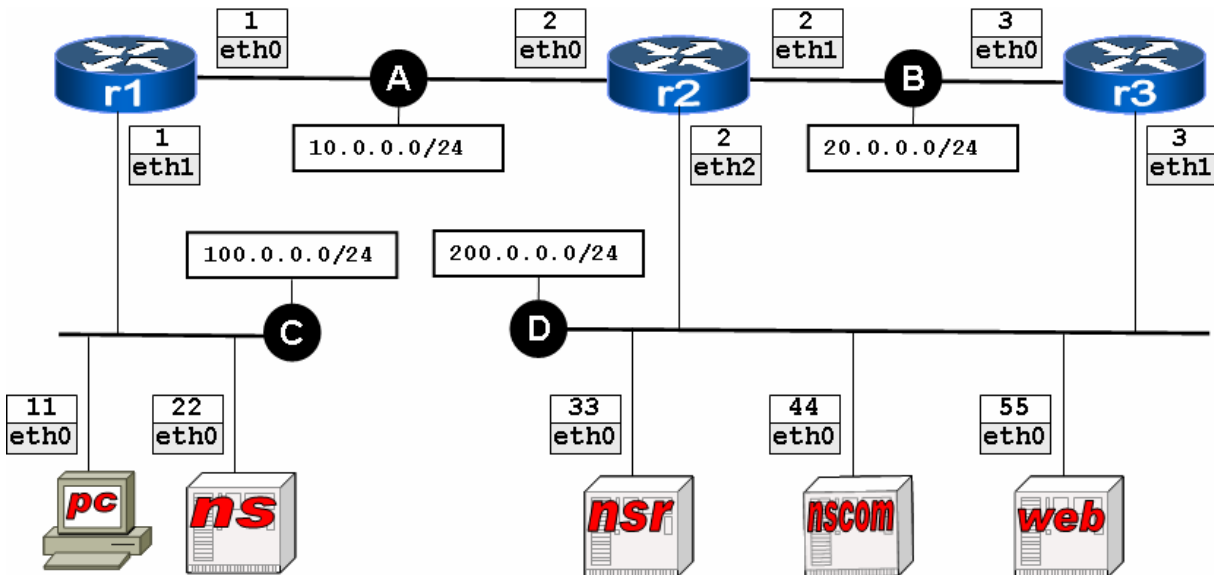 1
eth0
2
eth0
2
eth1
3
eth0
A
B
r1
r2
r3
1
eth1
10.0.0.0/24
2
eth2
20.0.0.0/24
3
eth1
100.0.0.0/24
200.0.0.0/24
C
D
11
eth0
22
eth0
33
eth0
44
eth0
55
eth0
pc
ns
nsr
nscom
web